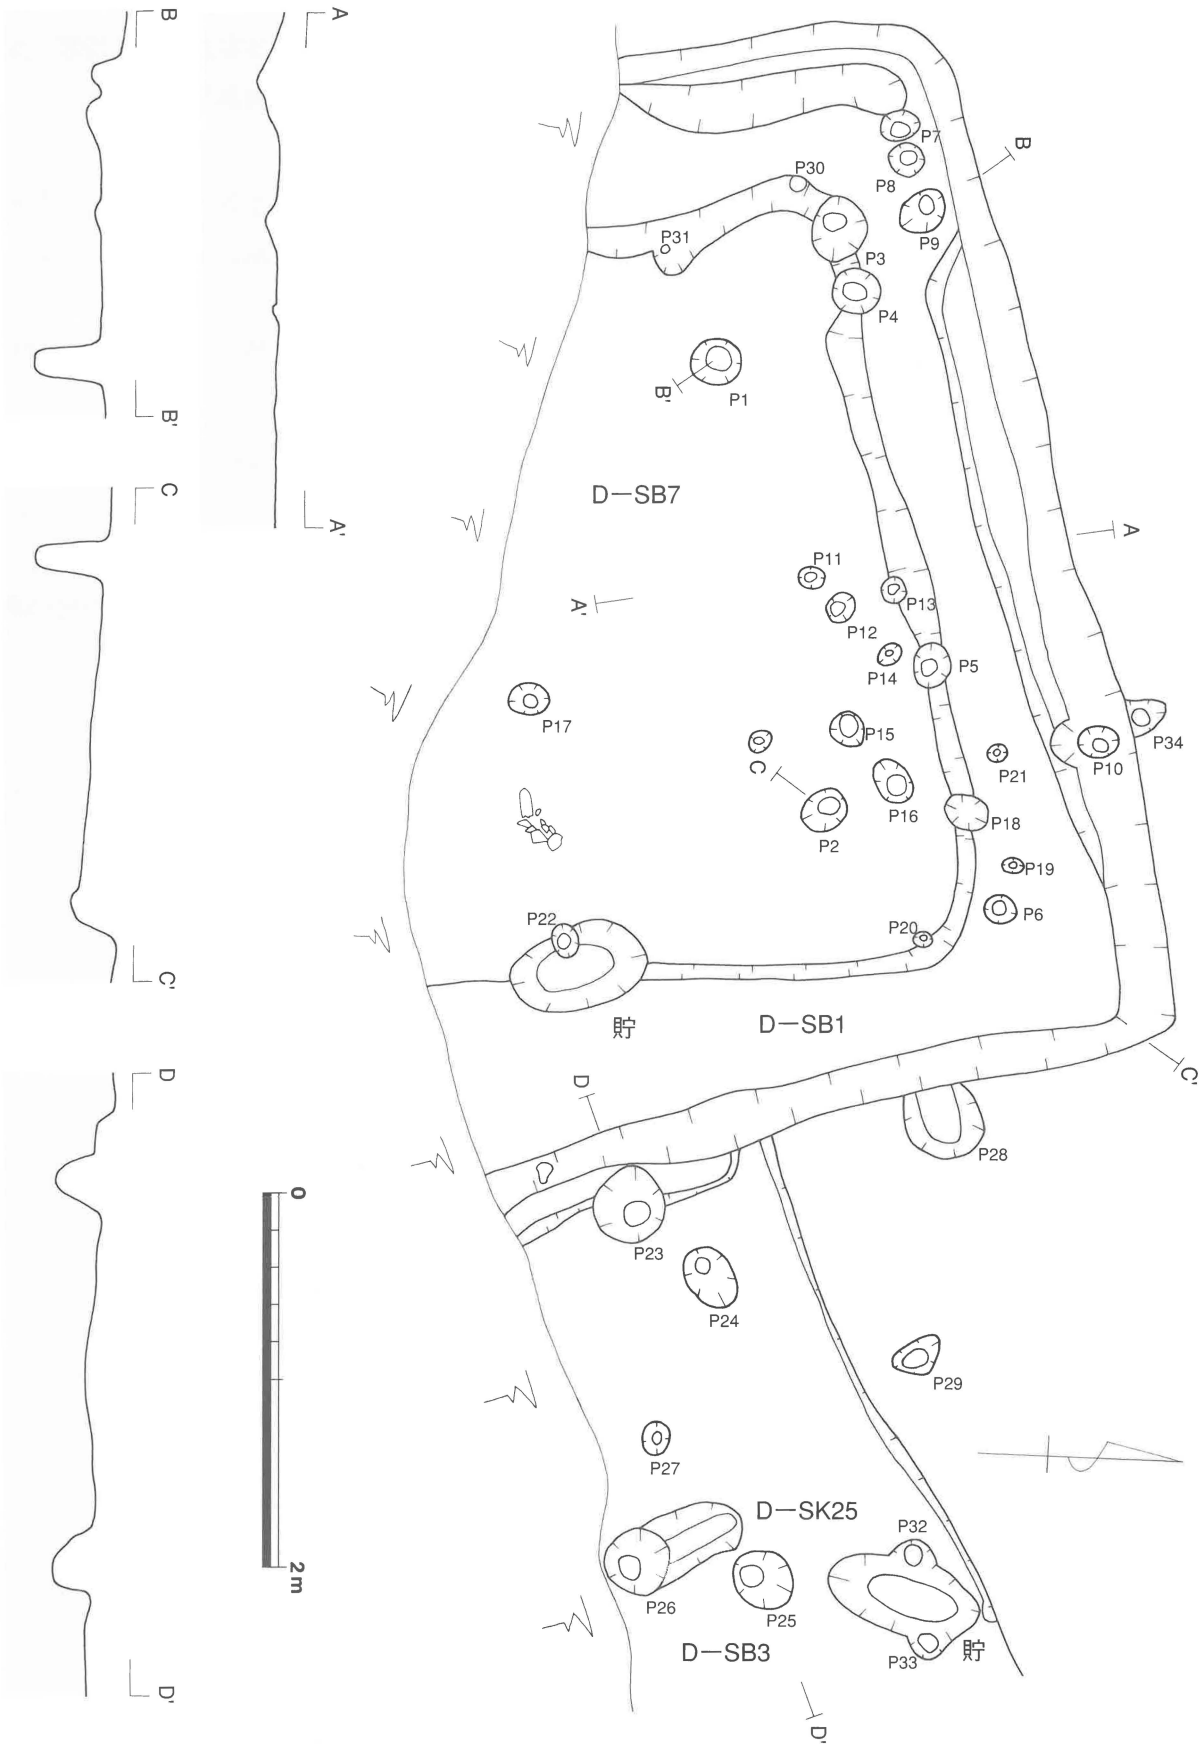 B
A
B'
A'
C
C'
D
D'
0
2m
P7
P8
P9
B
P30
P31
P3
P4
B'
P1
D-SB7
A
P11
P12
P13
A'
P14
P5
P17
P15
P34
P10
P21
C
P16
P18
P2
P19
P6
P20
P22
貯
D-SB1
D
C'
P28
P23
P24
P29
P27
D-SK25
P32
P26
P25
P33
貯
D-SB3
D'